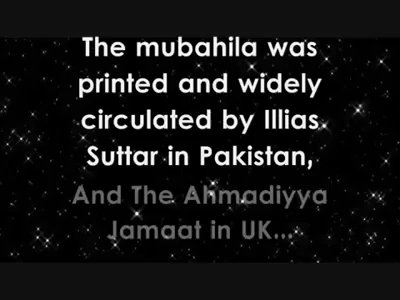 The mubahila was
printed and widely
circulated by Illias
Suttar in Pakistan,
And The Ahmadiyya
Jamaat in UK...